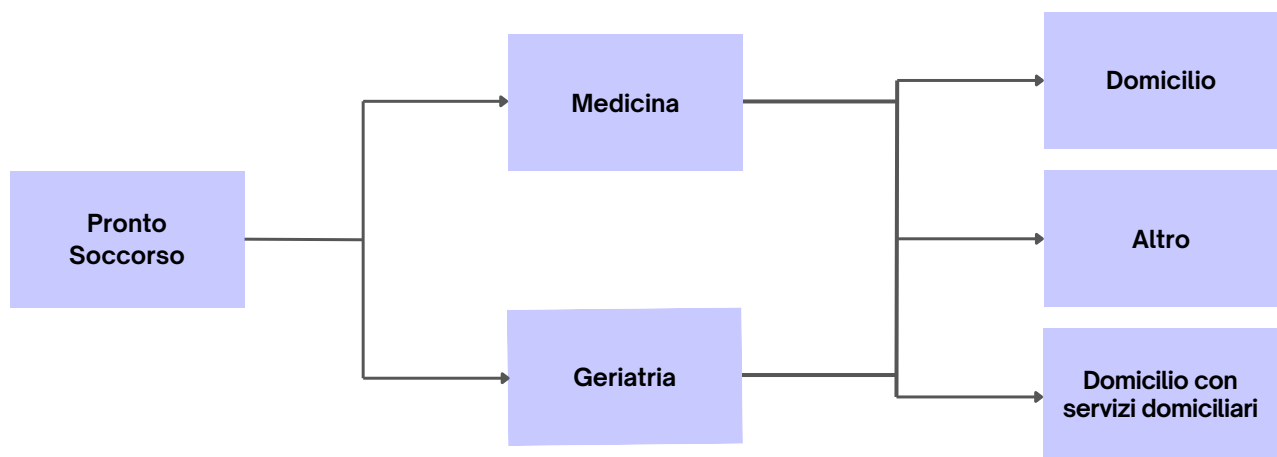 Pronto
Soccorso
Medicina
Geriatria
Domicilio
Altro
Domicilio con
servizi domiciliari